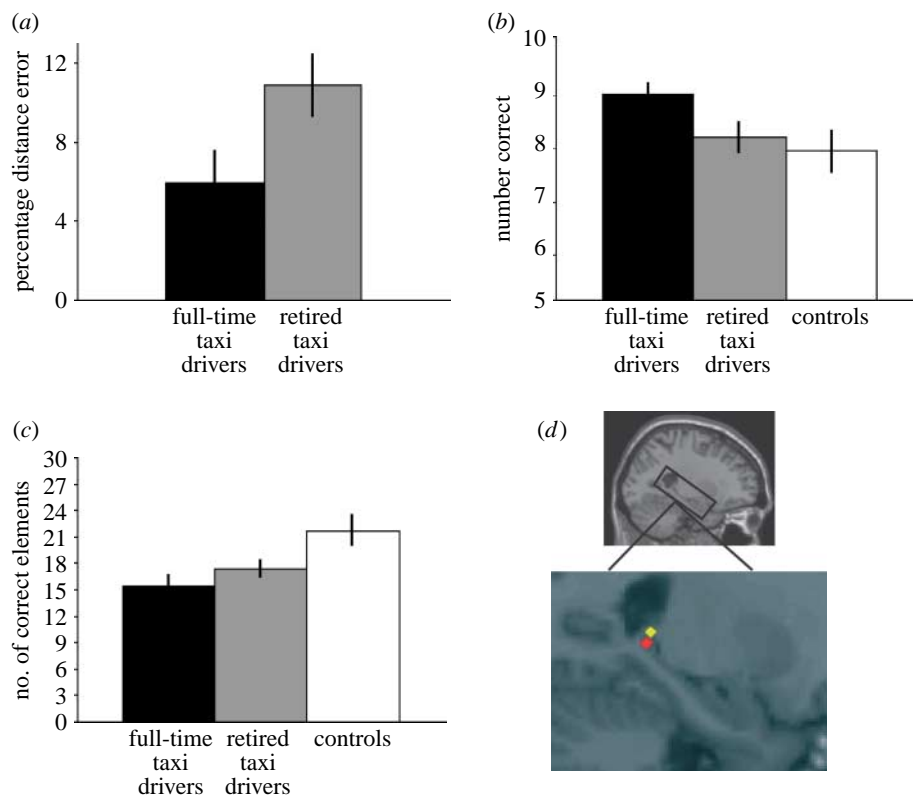 (a)
percentage distance error
12
8
4
0
full-time
taxi
drivers
retired
taxi
drivers
(b)
number correct
10
9
8
7
6
5
full-time
taxi
drivers
retired
taxi
drivers
controls
(c)
no. of correct elements
30
27
24
21
18
15
12
9
6
3
0
full-time
taxi
drivers
retired
taxi
drivers
controls
(d)